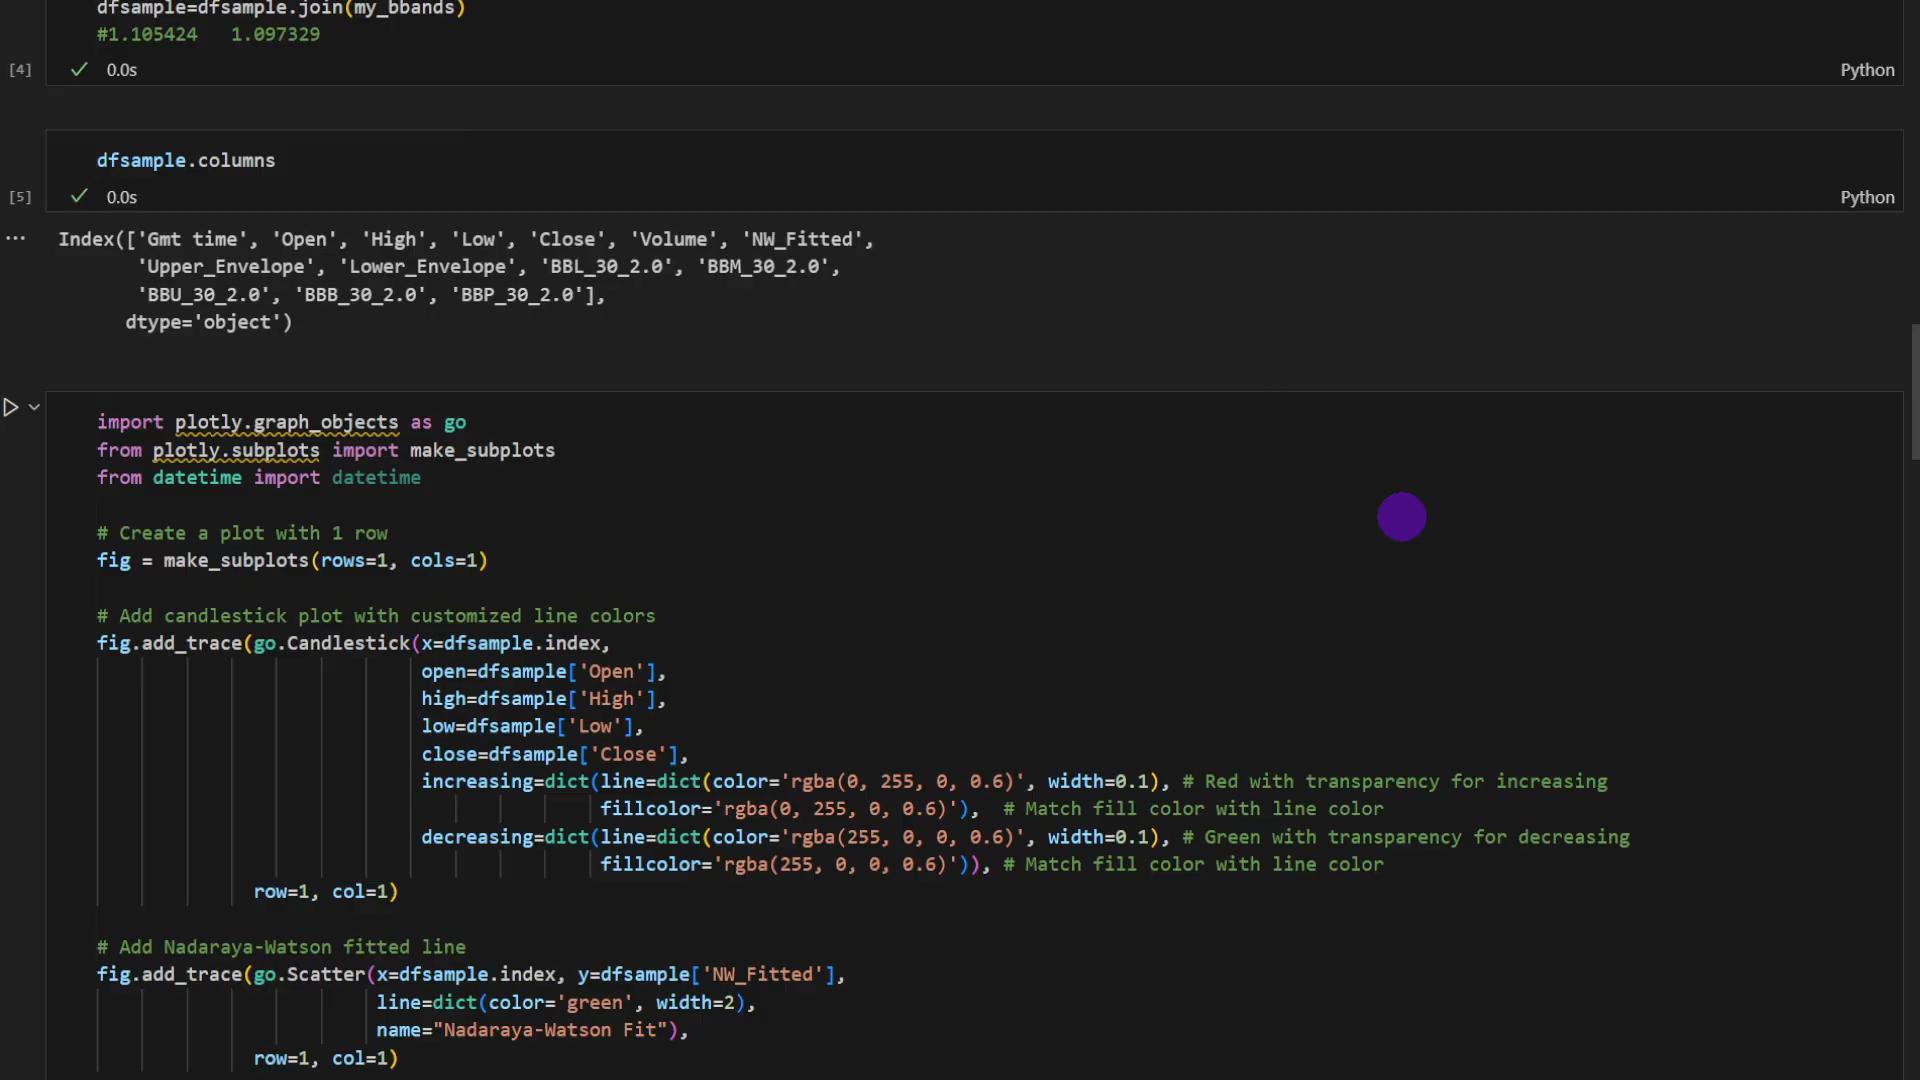 dfsample=dfsample.join(my_bbands)
#1.105424   1.097329
[4]
0.0s
Python
dfsample.columns
[5]
0.0s
Python
Index(['Gmt time', 'Open', 'High', 'Low', 'Close', 'Volume', 'NW_Fitted',
'Upper_Envelope', 'Lower_Envelope', 'BBL_30_2.0', 'BBM_30_2.0',
'BBU_30_2.0', 'BBB_30_2.0', 'BBP_30_2.0'],
dtype='object')
import plotly.graph_objects as go
from plotly.subplots import make_subplots
from datetime import datetime
# Create a plot with 1 row
fig = make_subplots(rows=1, cols=1)
# Add candlestick plot with customized line colors
fig.add_trace(go.Candlestick(x=dfsample.index,
open=dfsample['Open'],
high=dfsample['High'],
low=dfsample['Low'],
close=dfsample['Close'],
increasing=dict(line=dict(color='rgba(0, 255, 0, 0.6)', width=0.1), # Red with transparency for increasing
fillcolor='rgba(0, 255, 0, 0.6)'),  # Match fill color with line color
decreasing=dict(line=dict(color='rgba(255, 0, 0, 0.6)', width=0.1), # Green with transparency for decreasing
fillcolor='rgba(255, 0, 0, 0.6)')), # Match fill color with line color
row=1, col=1)
# Add Nadaraya-Watson fitted line
fig.add_trace(go.Scatter(x=dfsample.index, y=dfsample['NW_Fitted'],
line=dict(color='green', width=2),
name="Nadaraya-Watson Fit"),
row=1, col=1)